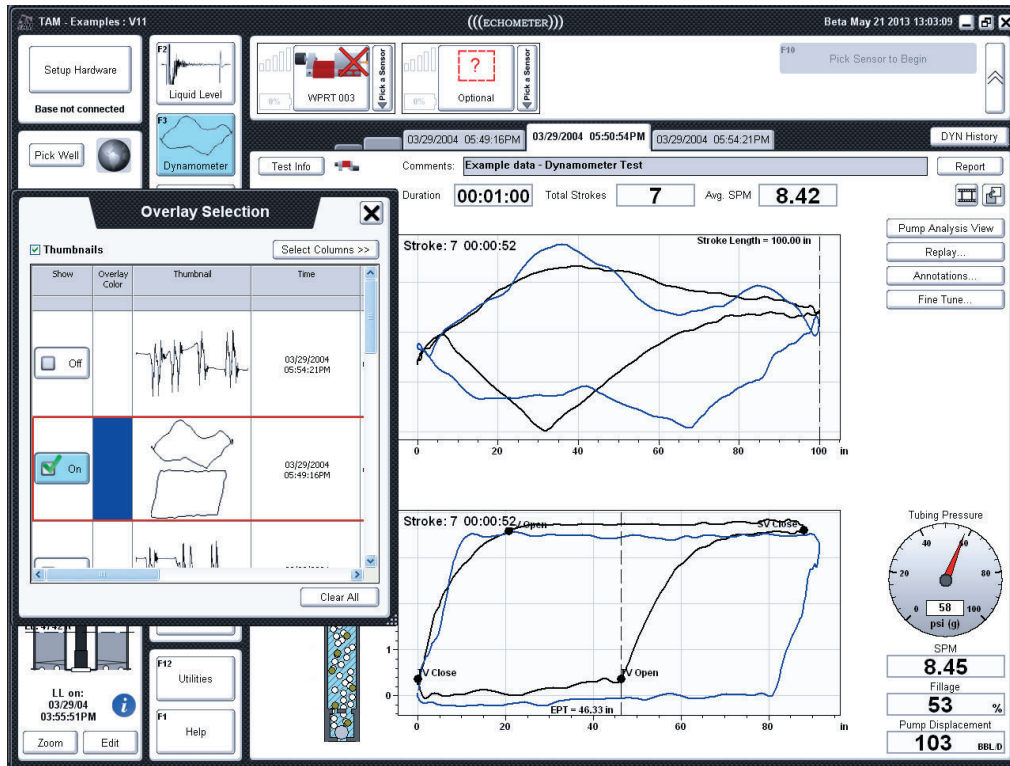 TAM - Examples : V11
(((ECHOMETER)))
Beta May 21 2013 13:03:09
Setup Hardware
Base not connected
Pick Well
F2
Liquid Level
F3
Dynamometer
0%
WPRT 003
Pick a Sensor
?
0%
Optional
Pick a Sensor
F10
Pick Sensor to Begin
03/29/2004 05:49:16PM
03/29/2004 05:50:54PM
03/29/2004 05:54:21PM
DYN History
Test Info
Comments:
Example data - Dynamometer Test
Report
Duration
00:01:00
Total Strokes
7
Avg. SPM
8.42
Pump Analysis View
Replay...
Annotations...
Fine Tune...
Overlay Selection
Thumbnails
Select Columns >>
Show
Overlay Color
Thumbnail
Time
Off
03/29/2004
05:54:21PM
On
03/29/2004
05:49:16PM
Clear All
Stroke: 7 00:00:52
Stroke Length = 100.00 in
0 20 40 60 80 100 in
Stroke: 7 00:00:52
Open
SV Close
1
0
TV Close
TV Open
EPT = 46.33 in
0 20 40 60 80 in
Tubing Pressure
0 20 40 60 80 100
58
psi (g)
SPM
8.45
Fillage
53 %
Pump Displacement
103 BBL/D
LL on:
03/29/04
03:55:51PM
Zoom
Edit
F12
Utilities
F1
Help